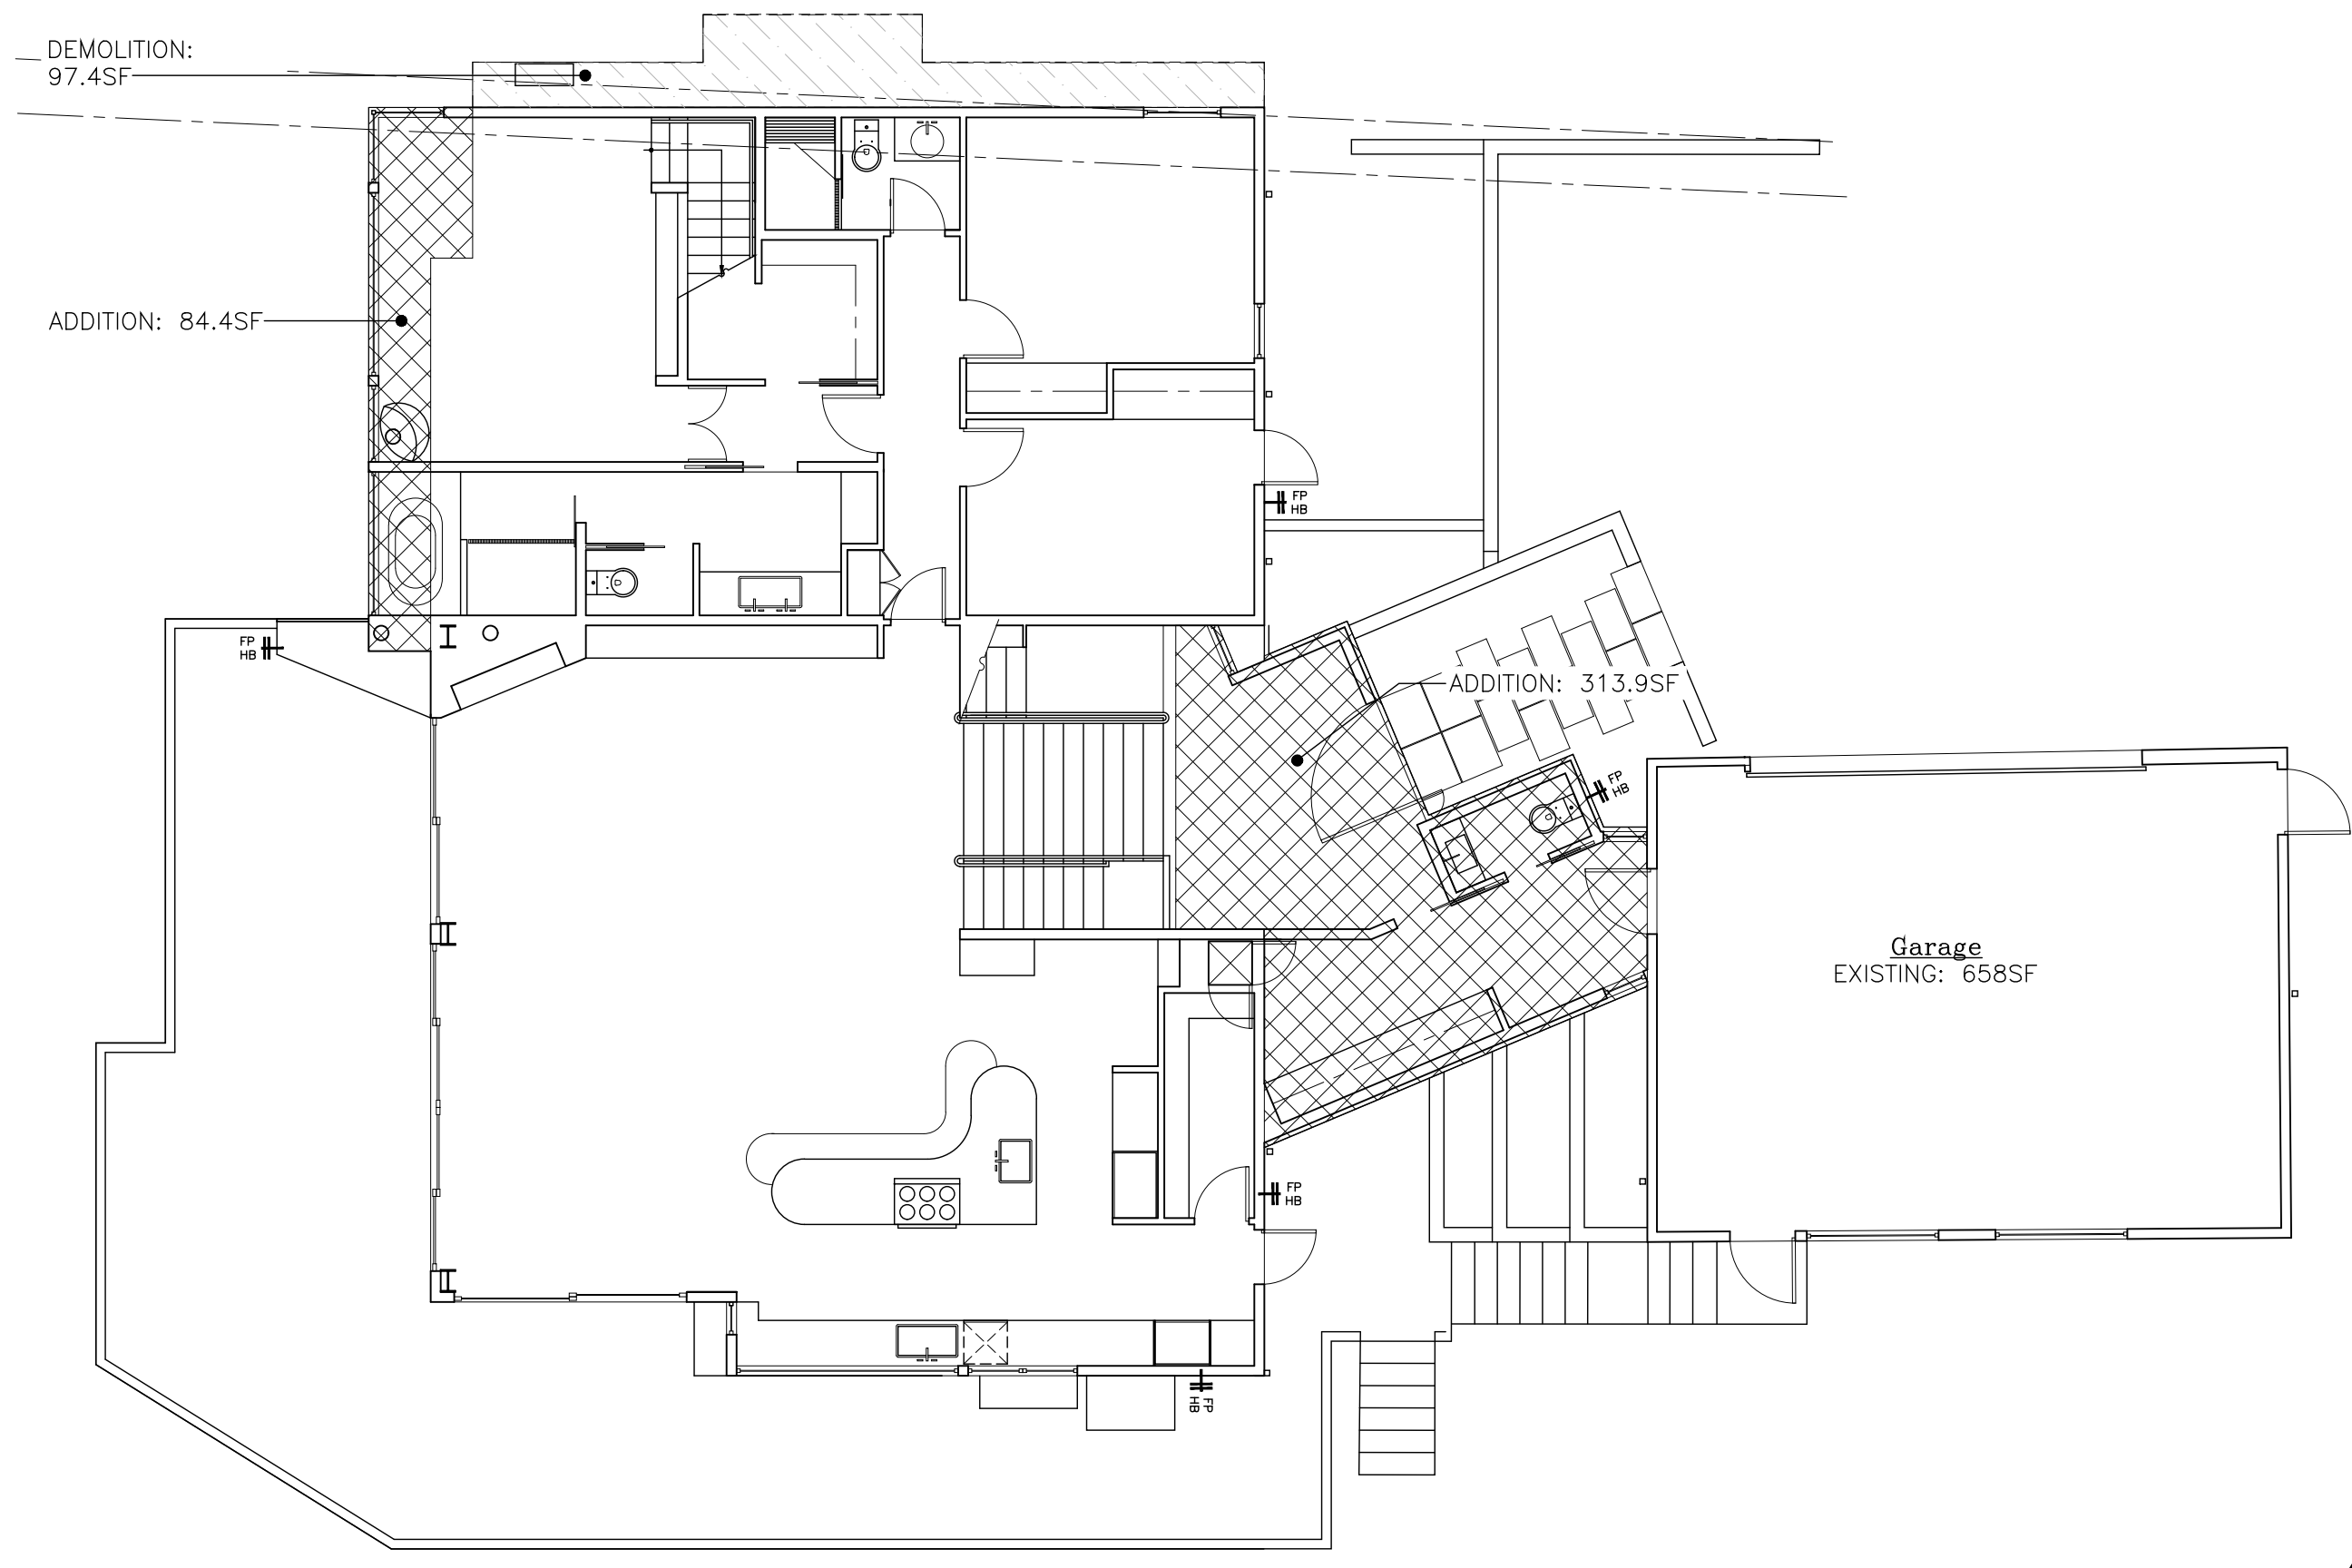 DEMOLITION:
97.4SF
ADDITION: 84.4SF
FP
HB
FP
HB
ADDITION: 313.9SF
FP
HB
Garage
EXISTING: 658SF
FP
HB
FP
HB